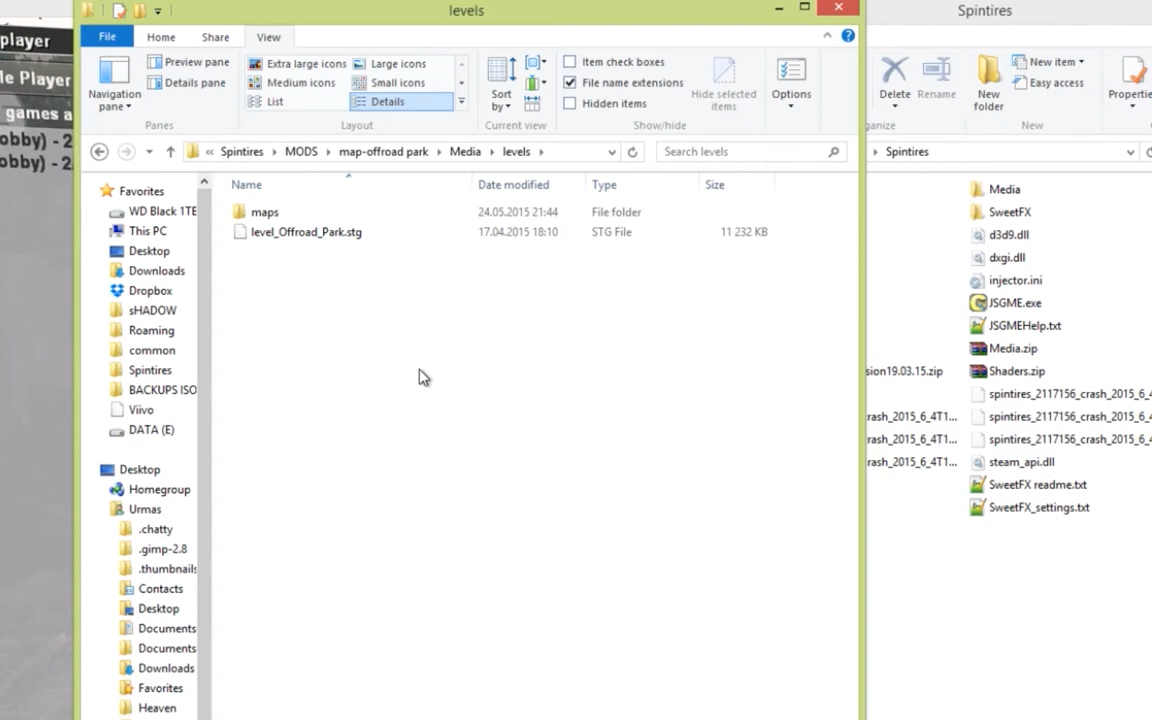 levels
Spintires
player
le Player
games a
obby) - 2
obby) - 2
File
Home
Share
View
Navigation
pane
Preview pane
Details pane
Panes
Extra large icons
Large icons
Medium icons
Small icons
List
Details
Layout
Sort
by
Current view
Item check boxes
File name extensions
Hidden items
Hide selected
items
Show/hide
Options
Delete
Rename
New
folder
New item
Easy access
Properti
ganize
New
« Spintires MODS map-offroad park Media levels
Search levels
Spintires
Favorites
WD Black 1TE
This PC
Desktop
Downloads
Dropbox
sHADOW
Roaming
common
Spintires
BACKUPS ISO
Viivo
DATA (E)
Desktop
Homegroup
Urmas
.chatty
.gimp-2.8
.thumbnails
Contacts
Desktop
Documents
Documents
Downloads
Favorites
Heaven
Name Date modified Type Size
maps 24.05.2015 21:44 File folder
level_Offroad_Park.stg 17.04.2015 18:10 STG File 11 232 KB
sion19.03.15.zip
crash_2015_6_4T1...
crash_2015_6_4T1...
crash_2015_6_4T1...
Media
SweetFX
d3d9.dll
dxgi.dll
injector.ini
JSGME.exe
JSGMEHelp.txt
Media.zip
Shaders.zip
spintires_2117156_crash_2015_6_4
spintires_2117156_crash_2015_6_4
spintires_2117156_crash_2015_6_4
steam_api.dll
SweetFX readme.txt
SweetFX_settings.txt